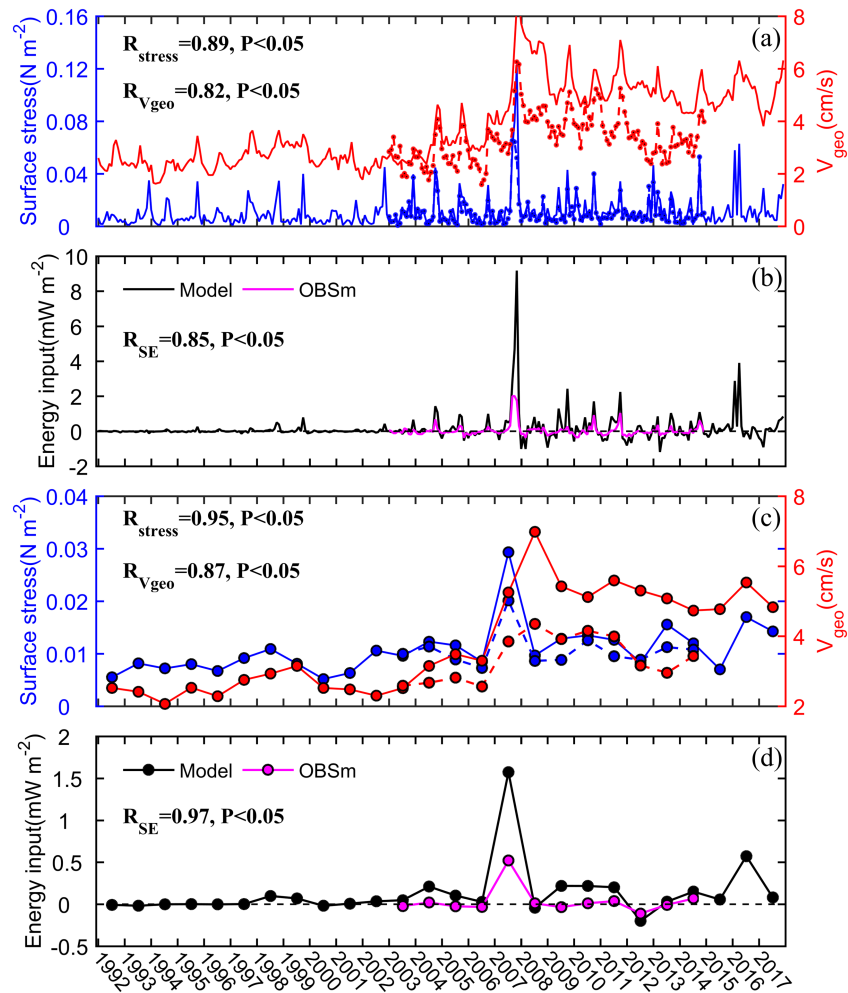 (a)
R_stress=0.89, P<0.05
R_Vgeo=0.82, P<0.05
Surface stress(N m⁻²)
0.16
0.12
0.08
0.04
0
V_geo(cm/s)
8
6
4
2
0
(b)
Model OBSm
R_SE=0.85, P<0.05
Energy input(mW m⁻²)
10
8
6
4
2
0
-2
(c)
R_stress=0.95, P<0.05
R_Vgeo=0.87, P<0.05
Surface stress(N m⁻²)
0.04
0.03
0.02
0.01
0
V_geo(cm/s)
8
6
4
2
(d)
Model OBSm
R_SE=0.97, P<0.05
Energy input(mW m⁻²)
2
1.5
1
0.5
0
-0.5
1992 1993 1994 1995 1996 1997 1998 1999 2000 2001 2002 2003 2004 2005 2006 2007 2008 2009 2010 2011 2012 2013 2014 2015 2016 2017